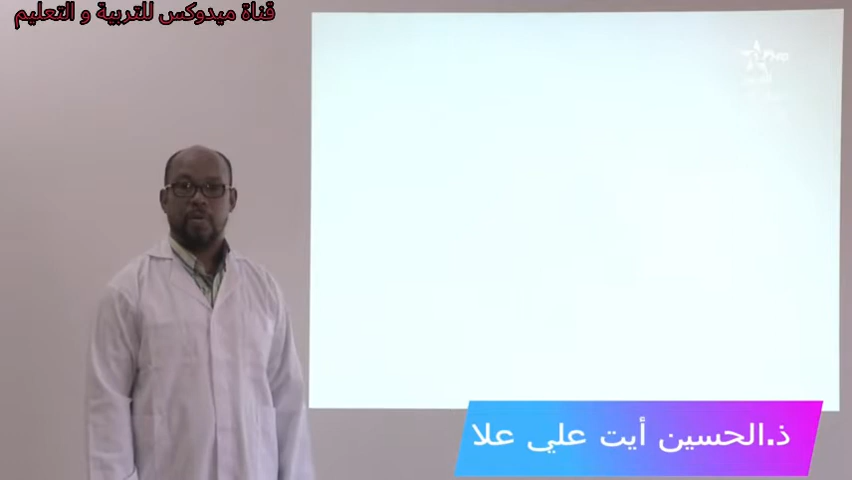 قناة ميدوكس للتربية و التعليم
ذ.الحسين أيت علي علا